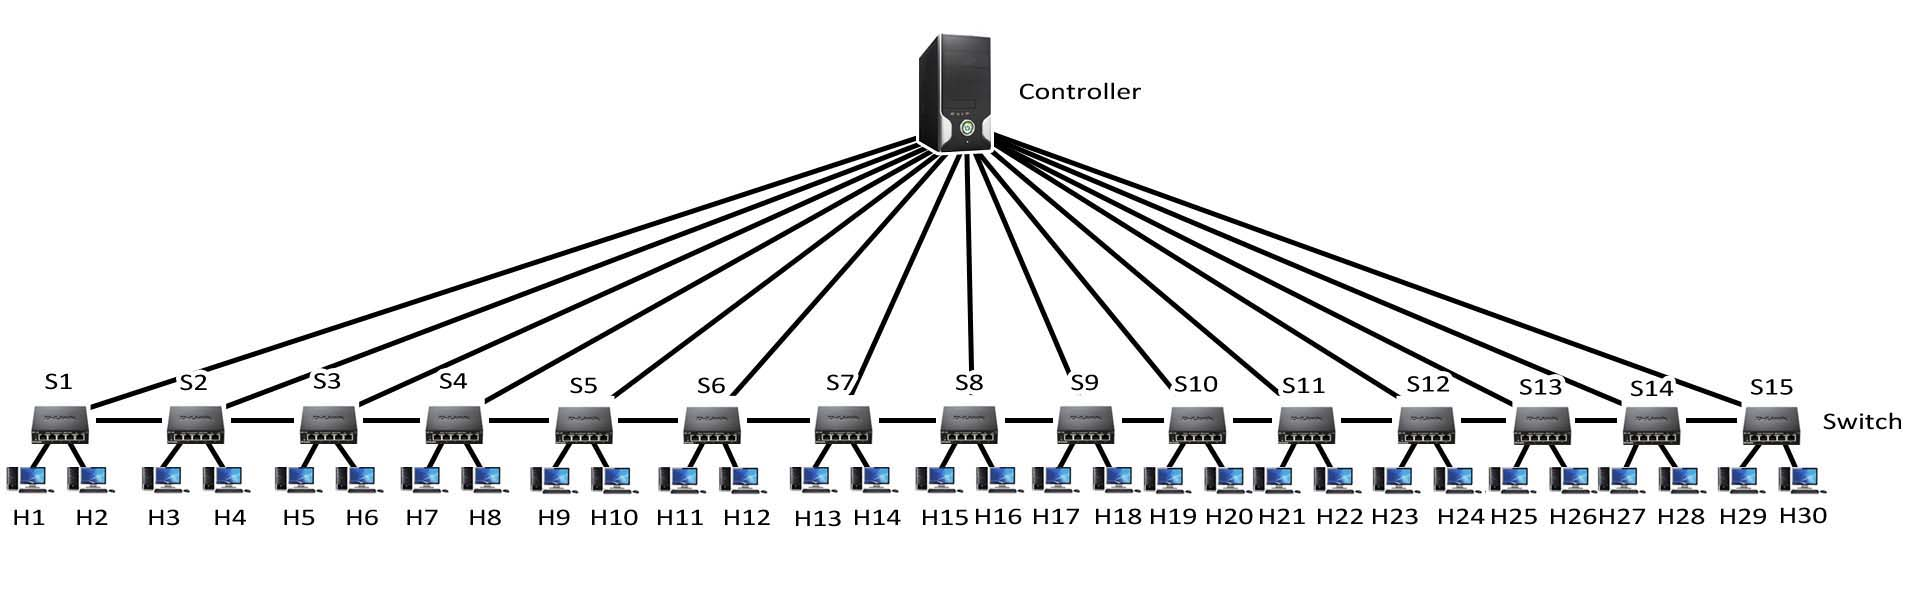 Controller
S1 S2 S3 S4 S5 S6 S7 S8 S9 S10 S11 S12 S13 S14 S15
Switch
H1 H2 H3 H4 H5 H6 H7 H8 H9 H10 H11 H12 H13 H14 H15 H16 H17 H18 H19 H20 H21 H22 H23 H24 H25 H26 H27 H28 H29 H30